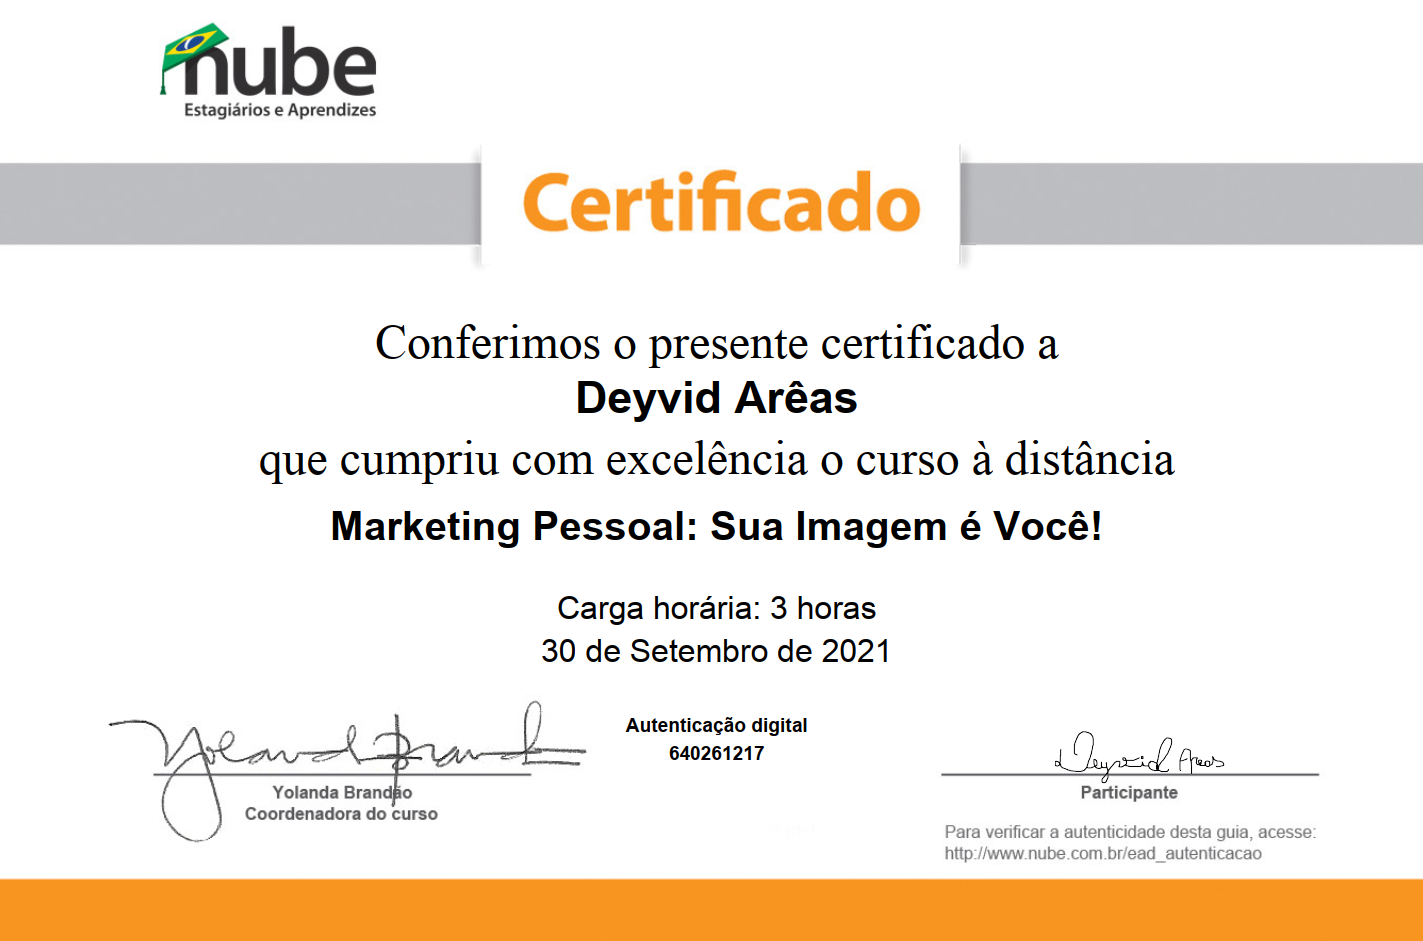 nube
Estagiários e Aprendizes
Certificado
Conferimos o presente certificado a
Deyvid Arêas
que cumpriu com excelência o curso à distância
Marketing Pessoal: Sua Imagem é Você!
Carga horária: 3 horas
30 de Setembro de 2021
Autenticação digital
640261217
Yolanda Brandão
Yolanda Brandão
Coordenadora do curso
Deyvid Areas
Participante
Para verificar a autenticidade desta guia, acesse:
http://www.nube.com.br/ead_autenticacao